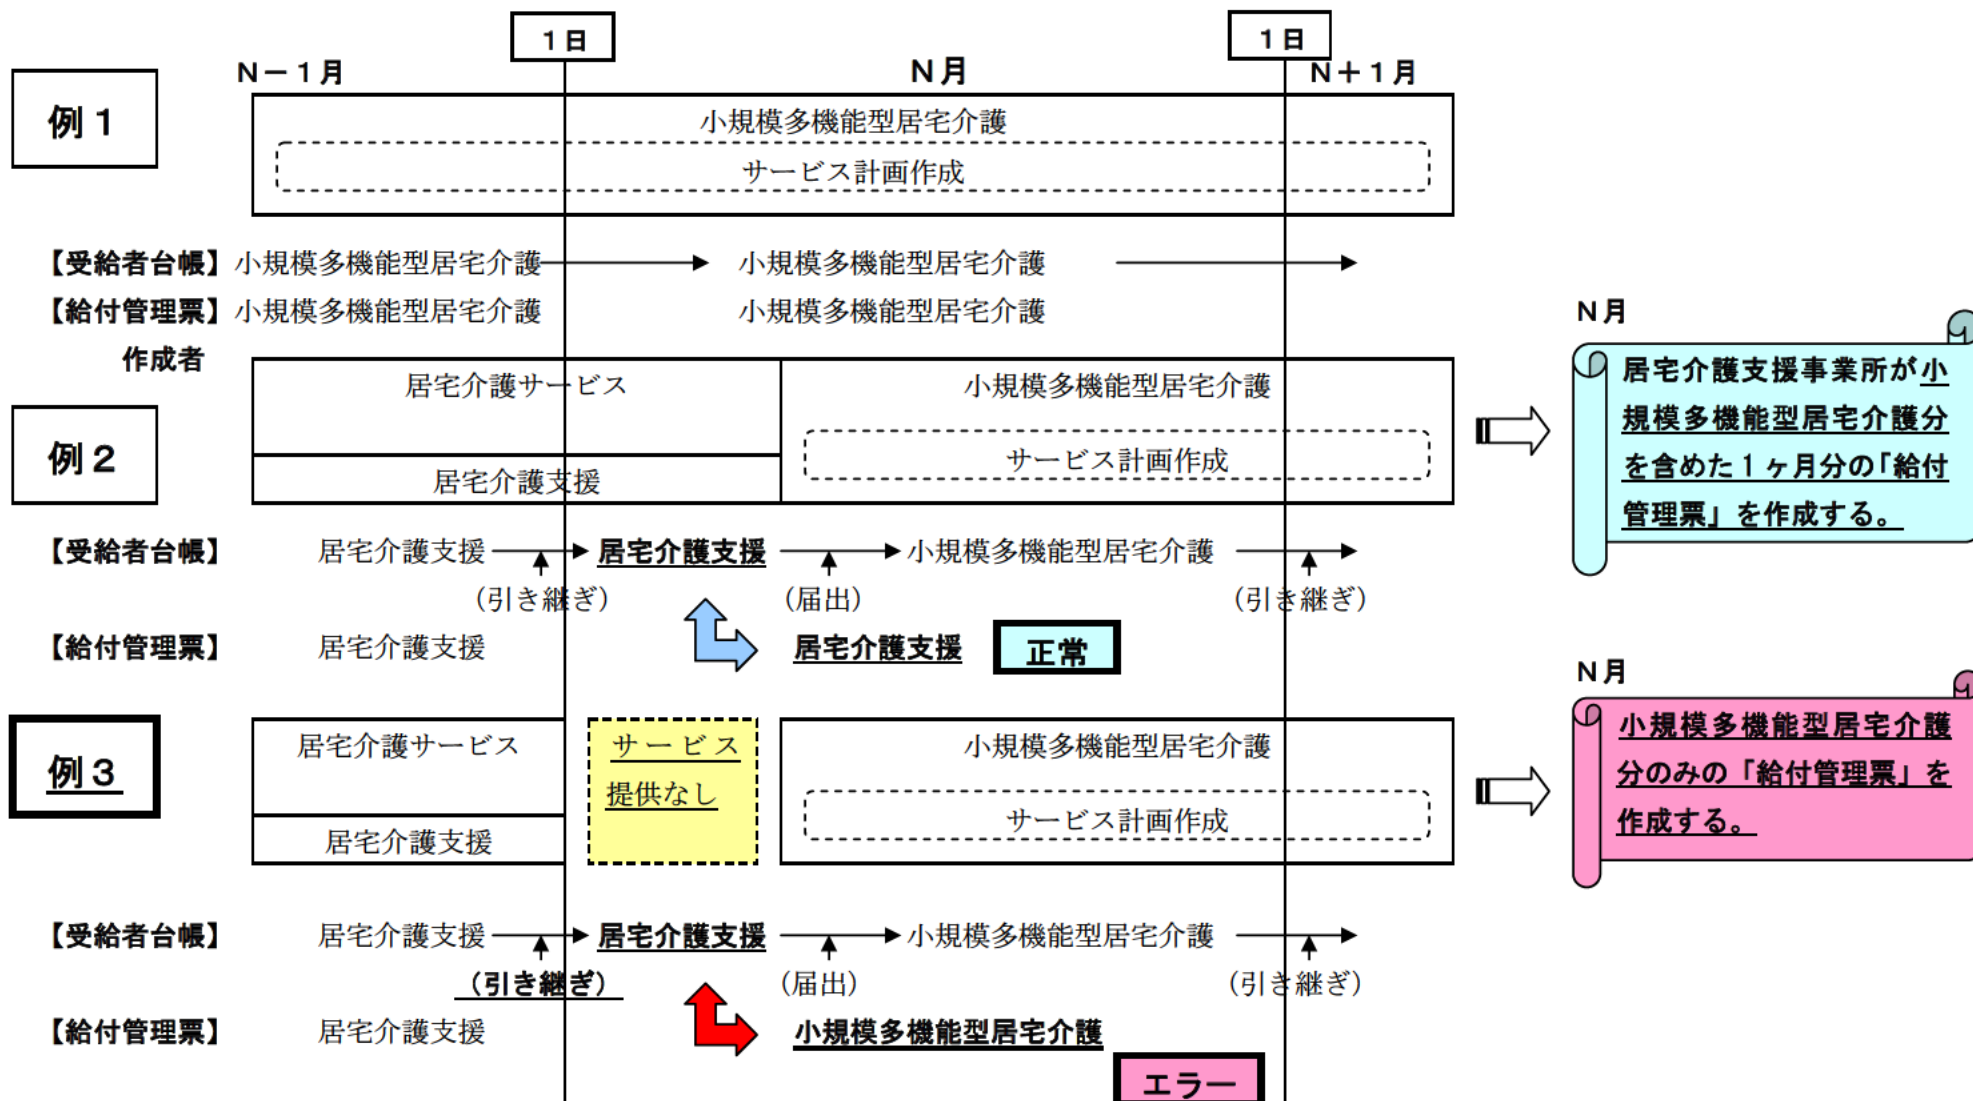 1日
1日
N－1月
N月
N＋1月
例1
小規模多機能型居宅介護
サービス計画作成
【受給者台帳】小規模多機能型居宅介護 小規模多機能型居宅介護
【給付管理票】小規模多機能型居宅介護 小規模多機能型居宅介護
作成者
例2
居宅介護サービス
居宅介護支援
小規模多機能型居宅介護
サービス計画作成
N月
居宅介護支援事業所が小
規模多機能型居宅介護分
を含めた1ヶ月分の「給付
管理票」を作成する。
【受給者台帳】 居宅介護支援 居宅介護支援 小規模多機能型居宅介護
(引き継ぎ) (届出) (引き継ぎ)
【給付管理票】 居宅介護支援 居宅介護支援 正常
例3
居宅介護サービス
居宅介護支援
サービス
提供なし
小規模多機能型居宅介護
サービス計画作成
N月
小規模多機能型居宅介護
分のみの「給付管理票」を
作成する。
【受給者台帳】 居宅介護支援 居宅介護支援 小規模多機能型居宅介護
(引き継ぎ) (届出) (引き継ぎ)
【給付管理票】 居宅介護支援 小規模多機能型居宅介護
エラー